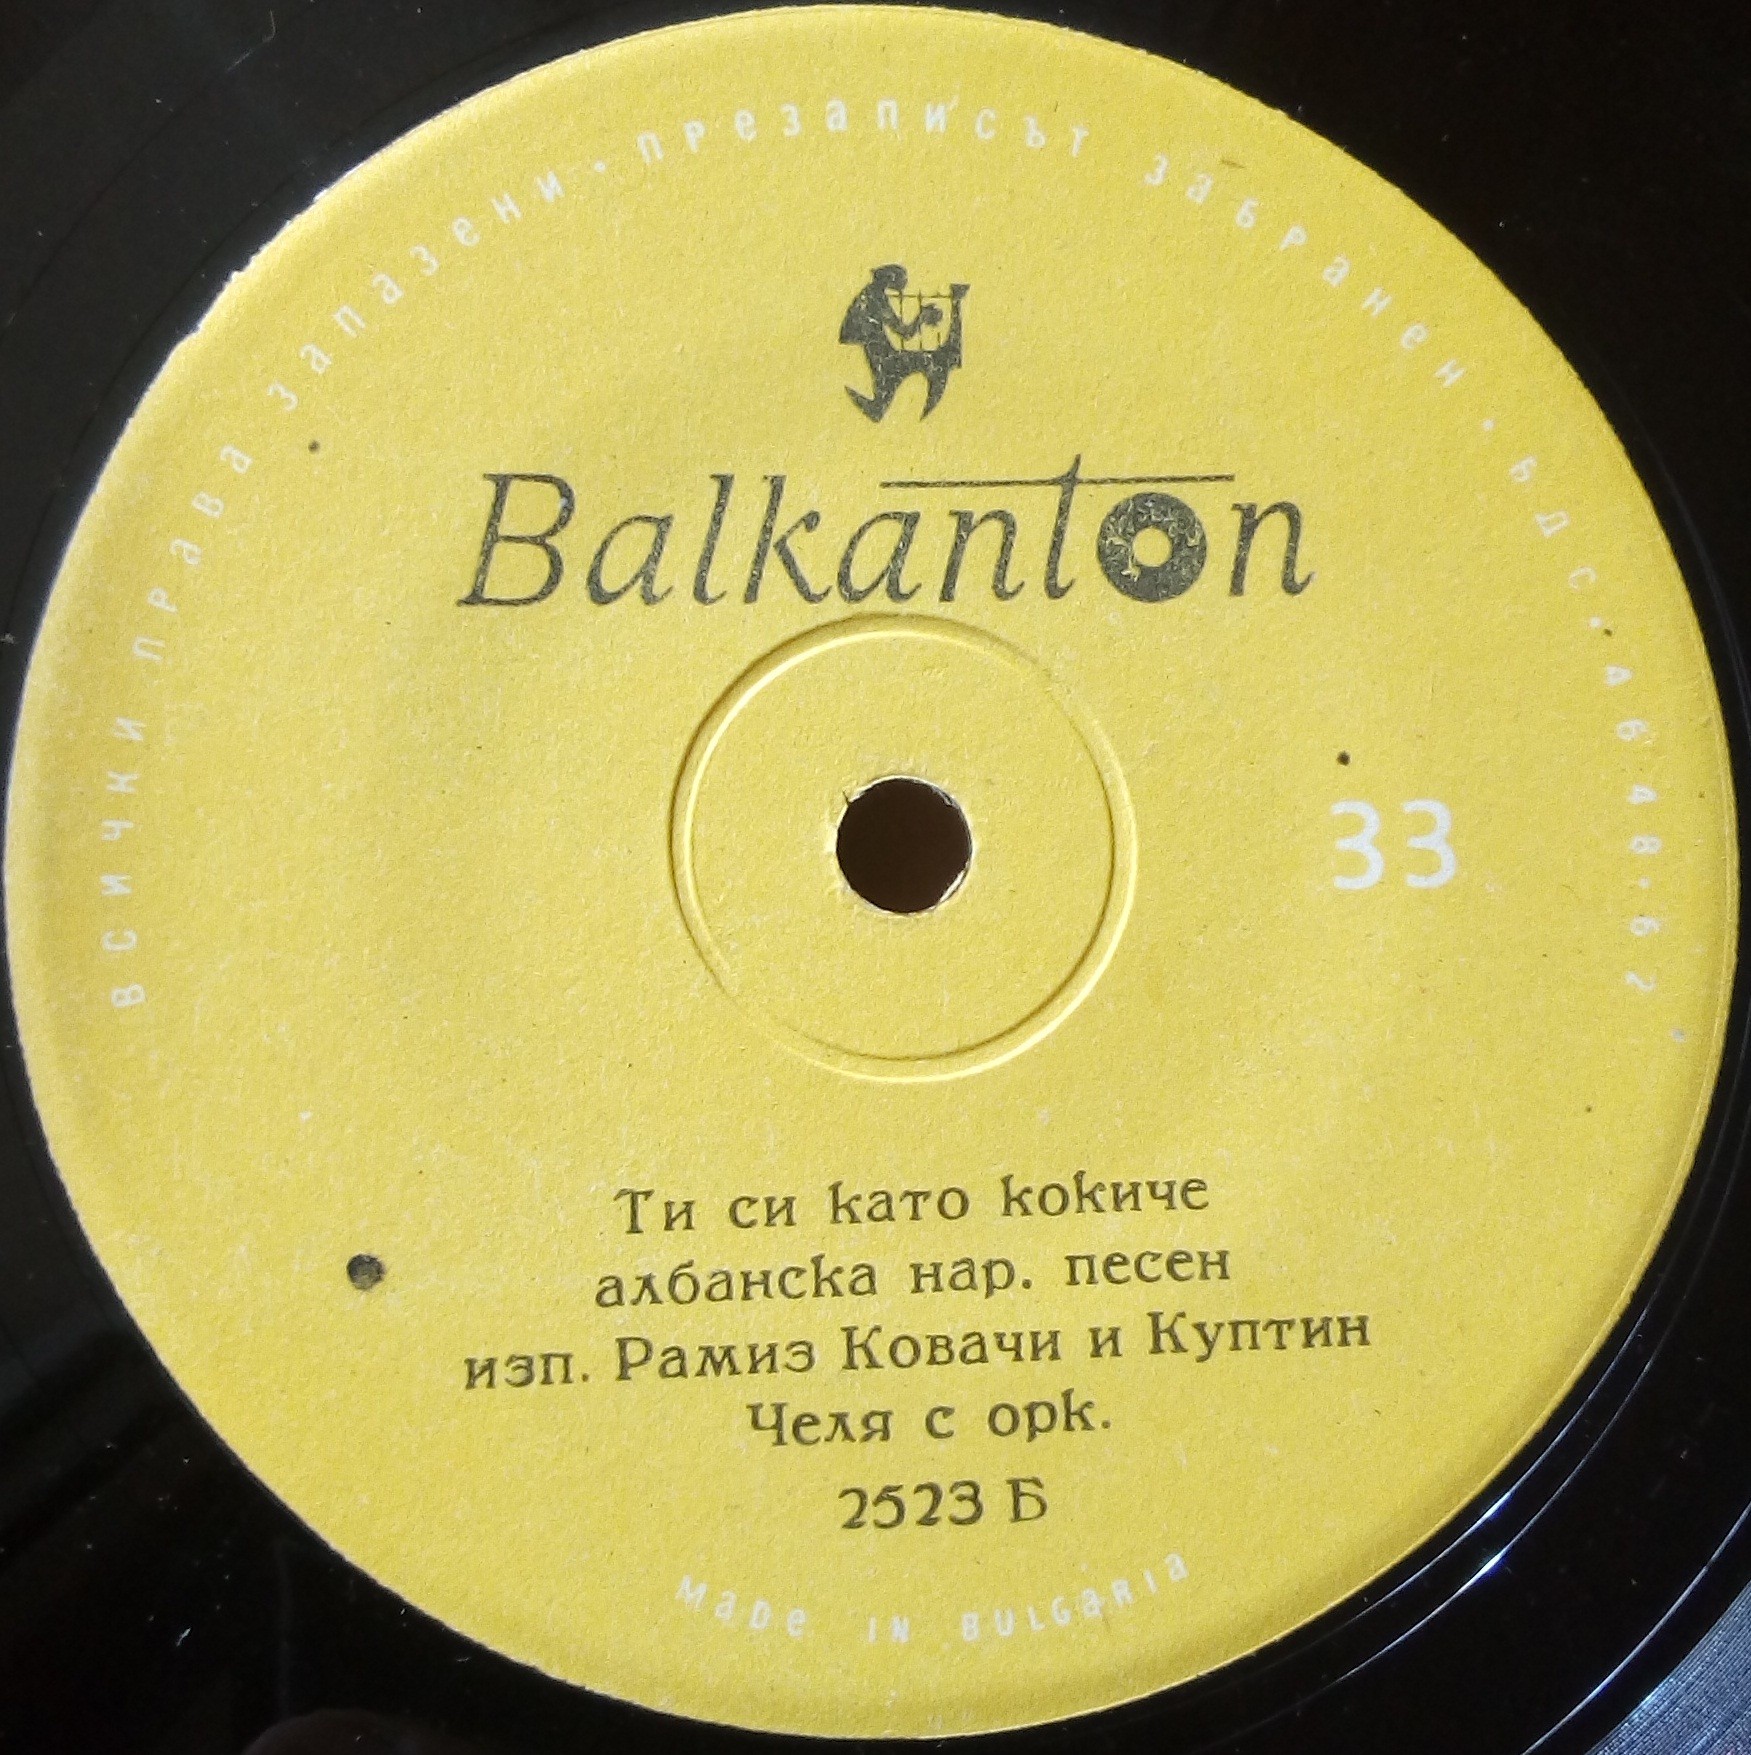 всички права запазени · презаписът забранен · БДС. 4648·62
Balkanton
33
Ти си като кокиче
албанска нар. песен
изп. Рамиз Ковачи и Куптин
Челя с орк.
2523 Б
MaDe IN BULGaRIa